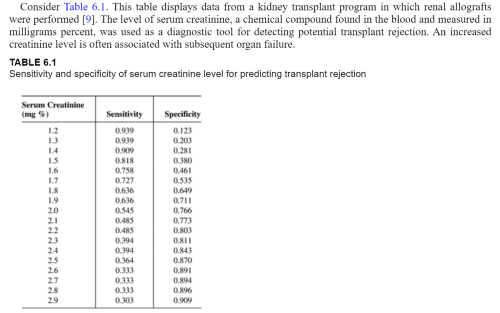 Consider Table 6.1. This table displays data from a kidney transplant program in which renal allografts
were performed [9]. The level of serum creatinine, a chemical compound found in the blood and measured in
milligrams percent, was used as a diagnostic tool for detecting potential transplant rejection. An increased
creatinine level is often associated with subsequent organ failure.
TABLE 6.1
Sensitivity and specificity of serum creatinine level for predicting transplant rejection
Serum Creatinine
(mg %) Sensitivity Specificity
1.2 0.939 0.123
1.3 0.939 0.203
1.4 0.909 0.281
1.5 0.818 0.380
1.6 0.758 0.461
1.7 0.727 0.535
1.8 0.636 0.649
1.9 0.636 0.711
2.0 0.545 0.766
2.1 0.485 0.773
2.2 0.485 0.803
2.3 0.394 0.811
2.4 0.394 0.843
2.5 0.364 0.870
2.6 0.333 0.891
2.7 0.333 0.894
2.8 0.333 0.896
2.9 0.303 0.909